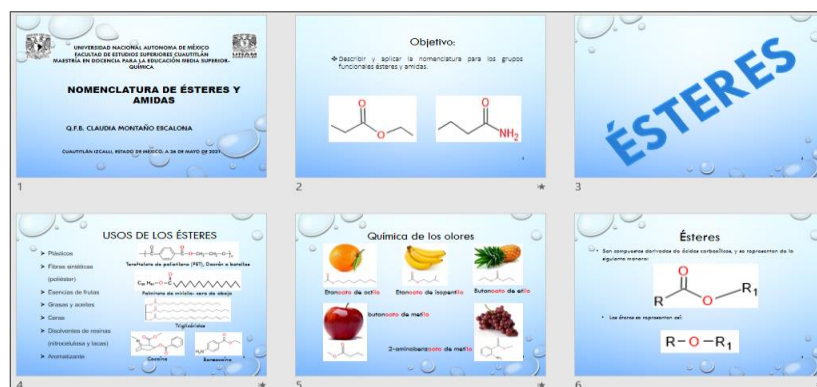 UNIVERSIDAD NACIONAL AUTONOMA DE MÉXICO
FACULTAD DE ESTUDIOS SUPERIORES CUAUTITLÁN
MAESTRÍA EN DOCENCIA PARA LA EDUCACIÓN MEDIA SUPERIOR-
QUÍMICA
NOMENCLATURA DE ÉSTERES Y
AMIDAS
Q.F.B. CLAUDIA MONTAÑO ESCALONA
CUAUTITLÁN IZCALLI, ESTADO DE MÉXICO, A 26 DE MAYO DE 2021
1
Objetivo:
Describir y aplicar la nomenclatura para los grupos
funcionales ésteres y amidas.
O
O
O
NH2
2
ÉSTERES
3
USOS DE LOS ÉSTERES
Plásticos
Fibras sintéticas
(poliéster)
Esencias de frutas
Grasas y aceites
Ceras
Disolventes de resinas
(nitrocelulosa y lacas)
Aromatizante
Tereftalato de polietileno (PET), Dacrón o botellas
Palmitato de miricilo: cera de abeja
Triglicéridos
Cocaína
Benzocaína
4
Química de los olores
Etanoato de octilo
Etanoato de isopentilo
Butanoato de etilo
butanoato de metilo
2-aminobenzoato de metilo
5
Ésteres
Son compuestos derivados de ácidos carboxílicos, y se representan de la
siguiente manera:
O
R
O
R1
Los éteres se representan así:
R-O-R1
6